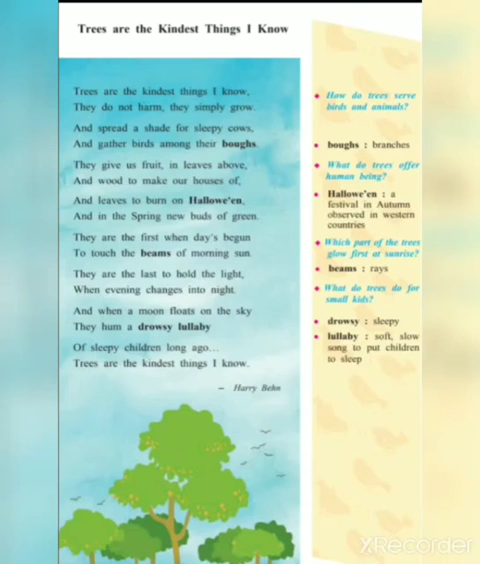 Trees are the Kindest Things I Know
Trees are the kindest things I know,
They do not harm, they simply grow.
And spread a shade for sleepy cows,
And gather birds among their boughs.
They give us fruit, in leaves above,
And wood to make our houses of,
And leaves to burn on Hallowe'en,
And in the Spring new buds of green.
They are the first when day's begun
To touch the beams of morning sun.
They are the last to hold the light,
When evening changes into night.
And when a moon floats on the sky
They hum a drowsy lullaby
Of sleepy children long ago...
Trees are the kindest things I know.
– Harry Behn
How do trees serve
birds and animals?
boughs : branches
What do trees offer
human being?
Hallowe'en : a
festival in Autumn
observed in western
countries
Which part of the trees
glow first at sunrise?
beams : rays
What do trees do for
small kids?
drowsy : sleepy
lullaby : soft, slow
song to put children
to sleep
XRecorder